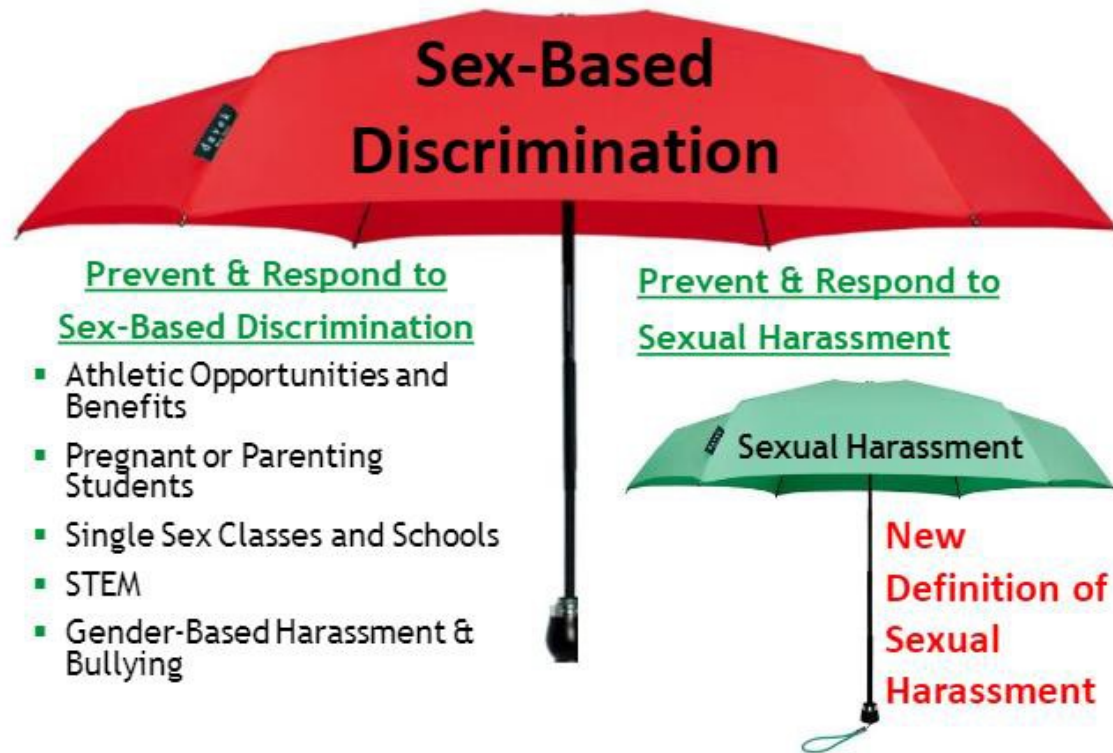 Sex-Based
Discrimination
davek
Prevent & Respond to
Sex-Based Discrimination
▪ Athletic Opportunities and
Benefits
▪ Pregnant or Parenting
Students
▪ Single Sex Classes and Schools
▪ STEM
▪ Gender-Based Harassment &
Bullying
Prevent & Respond to
Sexual Harassment
Sexual Harassment
New
Definition of
Sexual
Harassment